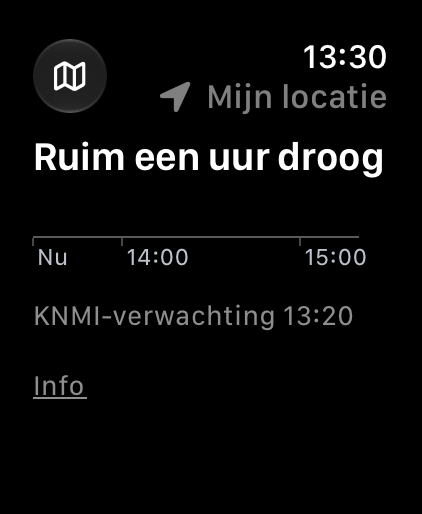 13:30
Mijn locatie
Ruim een uur droog
Nu 14:00 15:00
KNMI-verwachting 13:20
Info